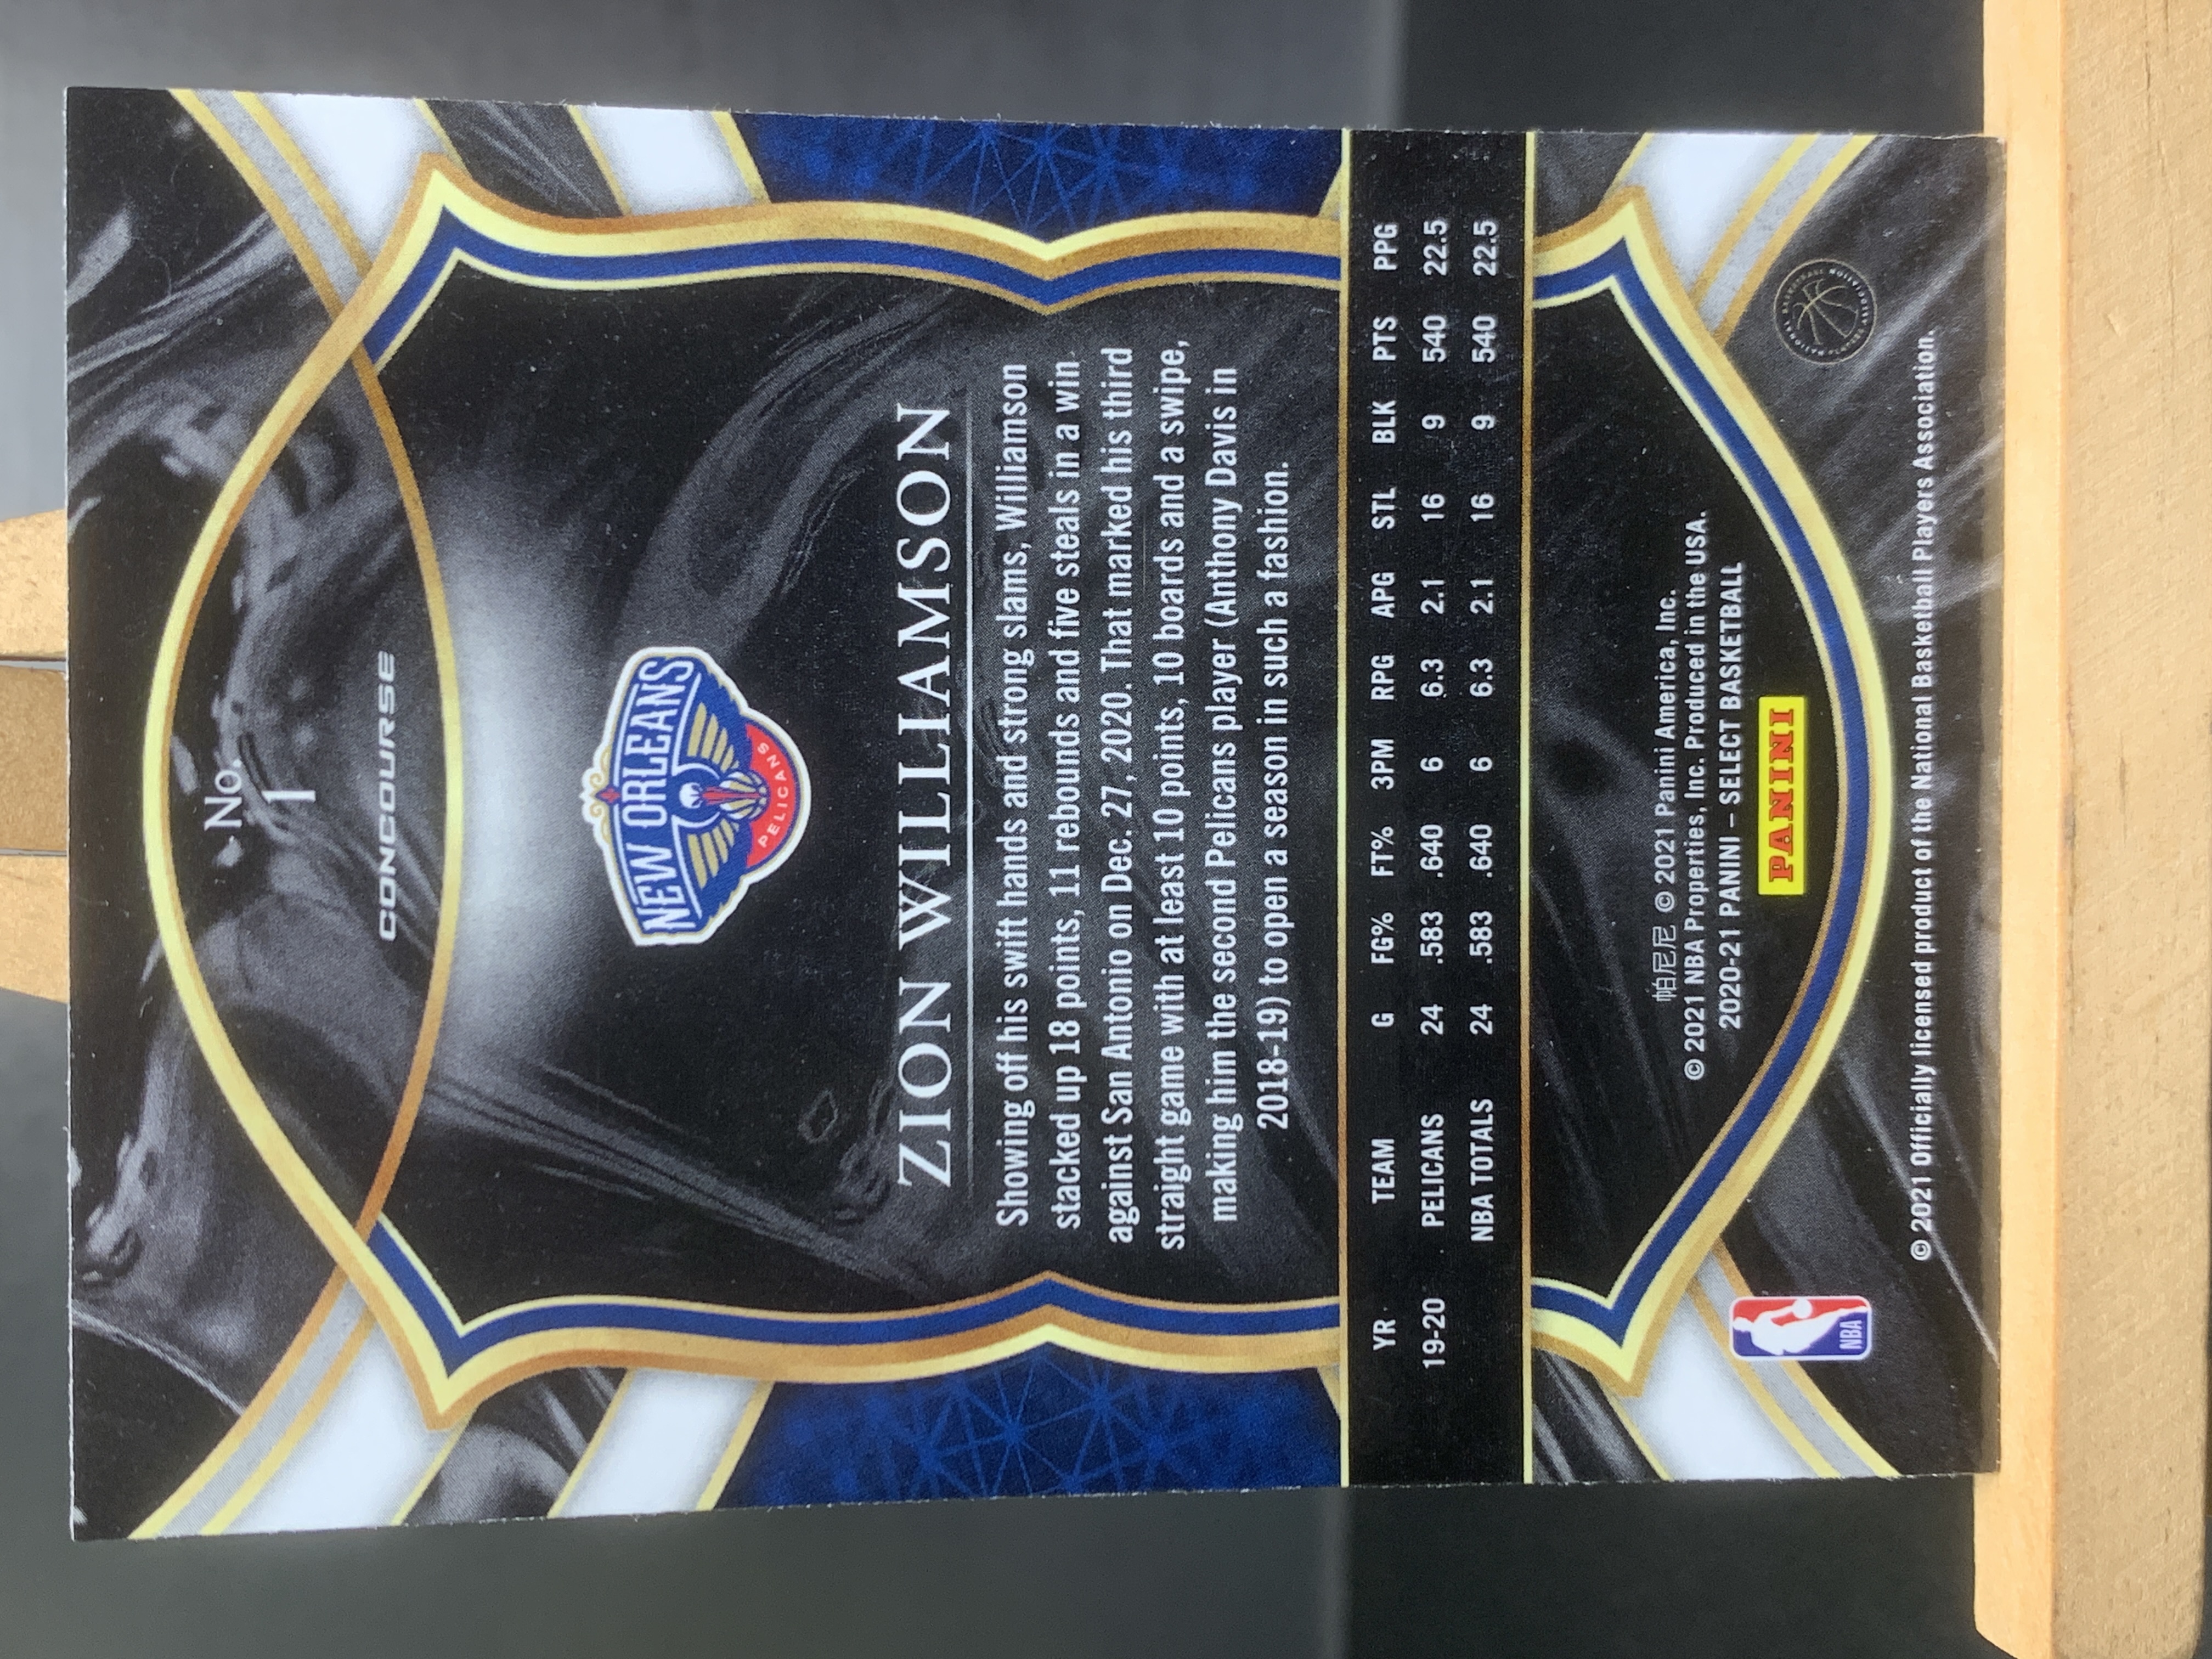 No.
1
CONCOURSE
NEW ORLEANS
PELICANS
ZION WILLIAMSON
Showing off his swift hands and strong slams, Williamson
stacked up 18 points, 11 rebounds and five steals in a win
against San Antonio on Dec. 27, 2020. That marked his third
straight game with at least 10 points, 10 boards and a swipe,
making him the second Pelicans player (Anthony Davis in
2018-19) to open a season in such a fashion.
YR TEAM G FG% FT% 3PM RPG APG STL BLK PTS PPG
19-20 PELICANS 24 .583 .640 6 6.3 2.1 16 9 540 22.5
NBA TOTALS 24 .583 .640 6 6.3 2.1 16 9 540 22.5
帕尼尼 © 2021 Panini America, Inc.
© 2021 NBA Properties, Inc. Produced in the USA.
2020-21 PANINI – SELECT BASKETBALL
PANINI
NBA
© 2021 Officially licensed product of the National Basketball Players Association.